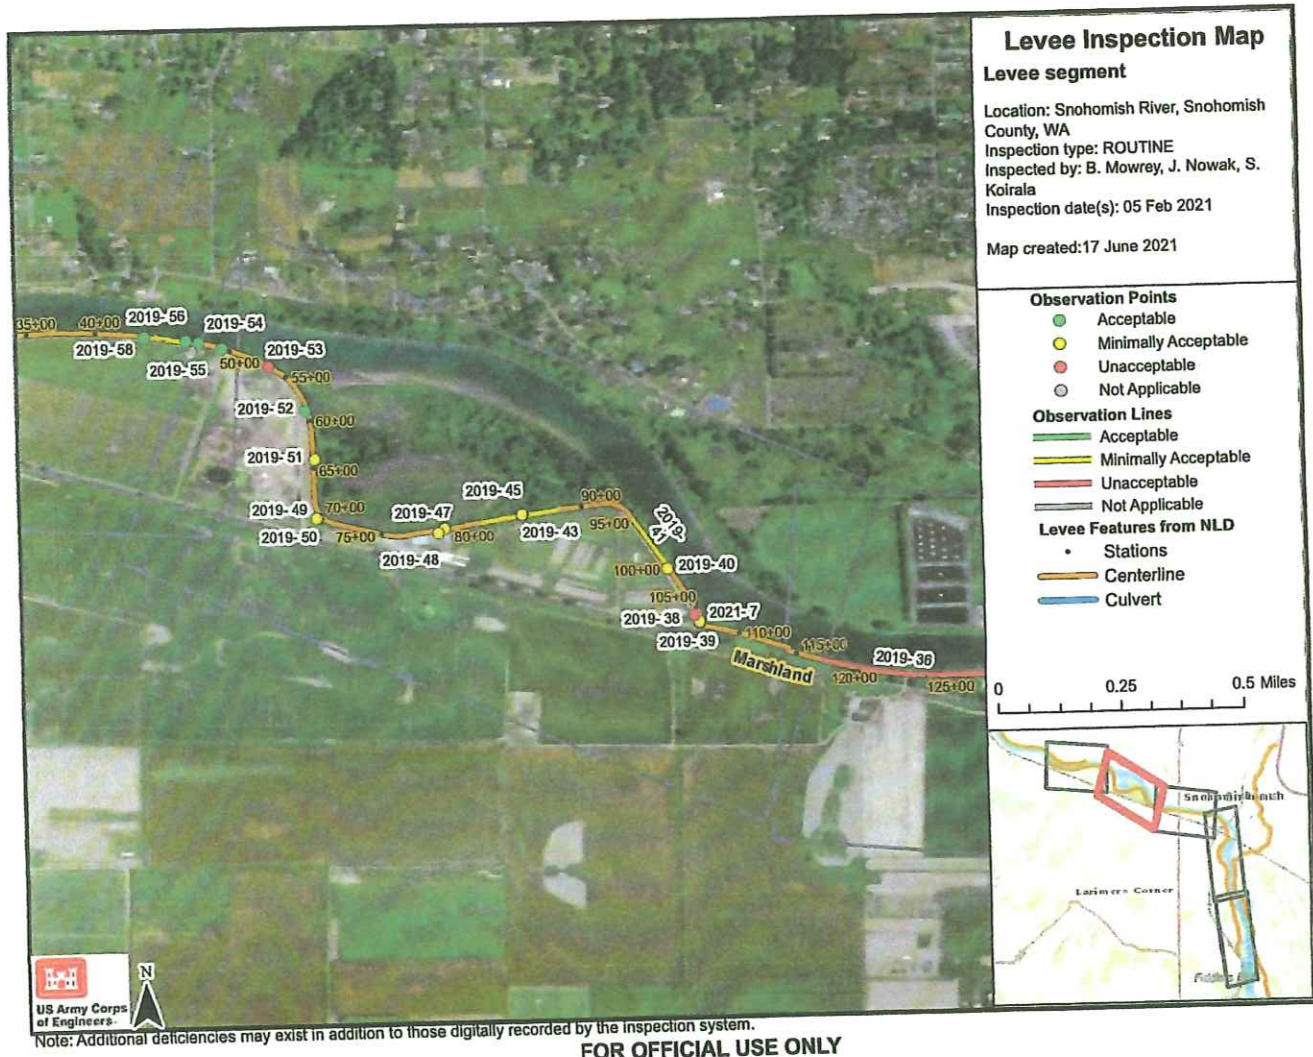 Levee Inspection Map
Levee segment
Location: Snohomish River, Snohomish
County, WA
Inspection type: ROUTINE
Inspected by: B. Mowrey, J. Nowak, S.
Koirala
Inspection date(s): 05 Feb 2021
Map created:17 June 2021
Observation Points
Acceptable
Minimally Acceptable
Unacceptable
Not Applicable
Observation Lines
Acceptable
Minimally Acceptable
Unacceptable
Not Applicable
Levee Features from NLD
Stations
Centerline
Culvert
0 0.25 0.5 Miles
35+00
40+00
2019-56
2019-54
2019-58
2019-55
50+00
2019-53
55+00
2019-52
60+00
2019-51
65+00
2019-49
70+00
2019-50
75+00
2019-47
80+00
2019-48
2019-45
2019-43
90+00
95+00
2019-
41
100+00
2019-40
105+00
2019-38
2021-7
2019-39
110+00
115+00
Marshland
2019-36
120+00
125+00
Larimers Corner
N
US Army Corps
of Engineers.
Note: Additional deficiencies may exist in addition to those digitally recorded by the inspection system.
FOR OFFICIAL USE ONLY